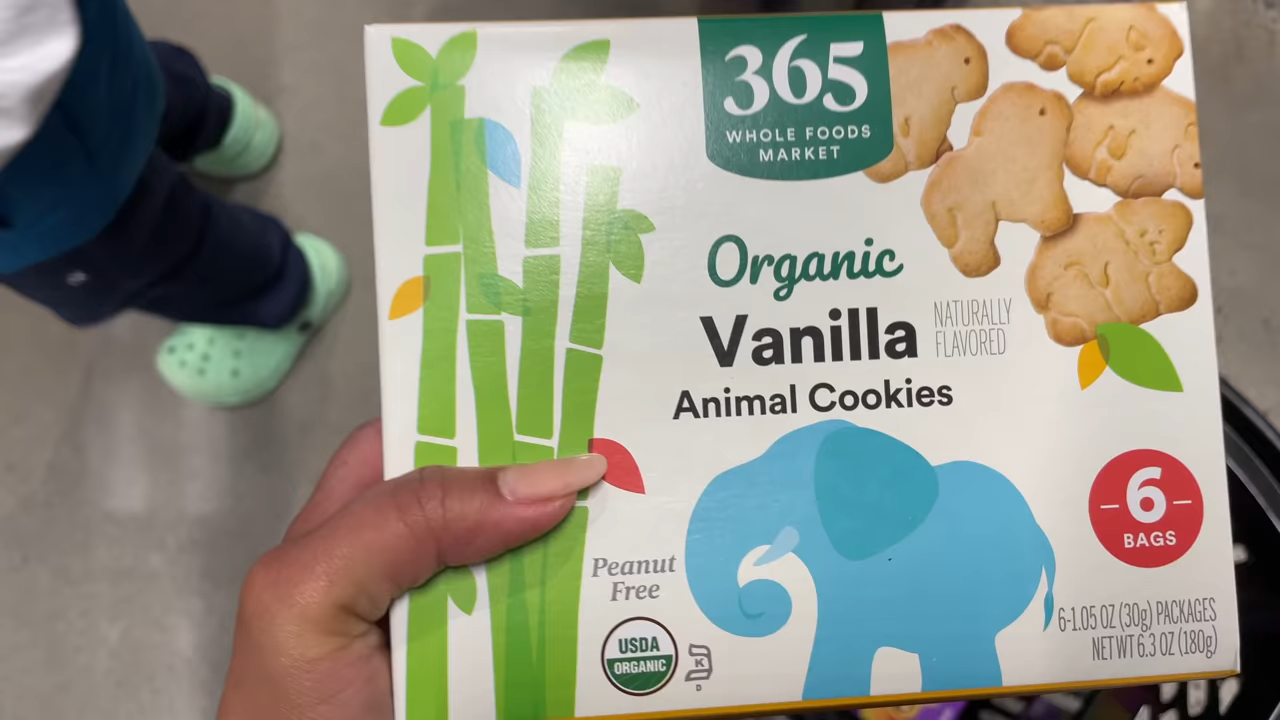 365
WHOLE FOODS
MARKET
Organic
Vanilla
NATURALLY
FLAVORED
Animal Cookies
6
BAGS
Peanut
Free
USDA
ORGANIC
K
D
6-1.05 OZ (30g) PACKAGES
NET WT 6.3 OZ (180g)